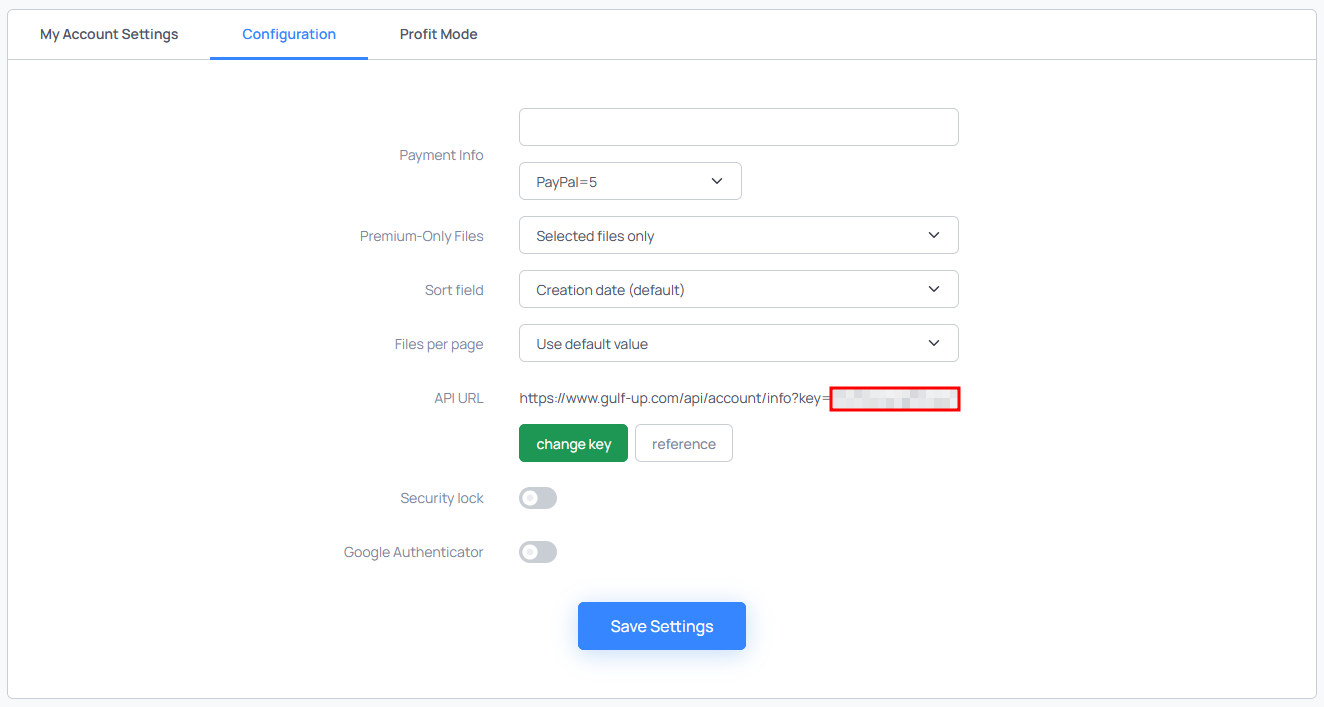 My Account Settings Configuration Profit Mode
Payment Info
PayPal=5
Premium-Only Files Selected files only
Sort field Creation date (default)
Files per page Use default value
API URL https://www.gulf-up.com/api/account/info?key=
change key reference
Security lock
Google Authenticator
Save Settings